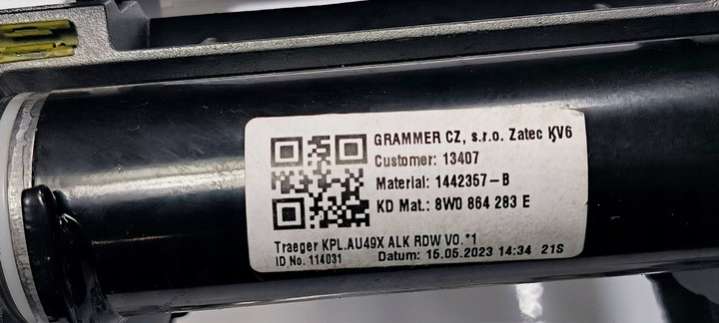 GRAMMER CZ, s.r.o. Zatec KV6
Customer: 13407
Material: 1442357-B
KD Mat.: 8W0 864 283 E
Traeger KPL.AU49X ALK RDW V0.*1
ID No. 114031 Datum: 15.05.2023 14:34 21S